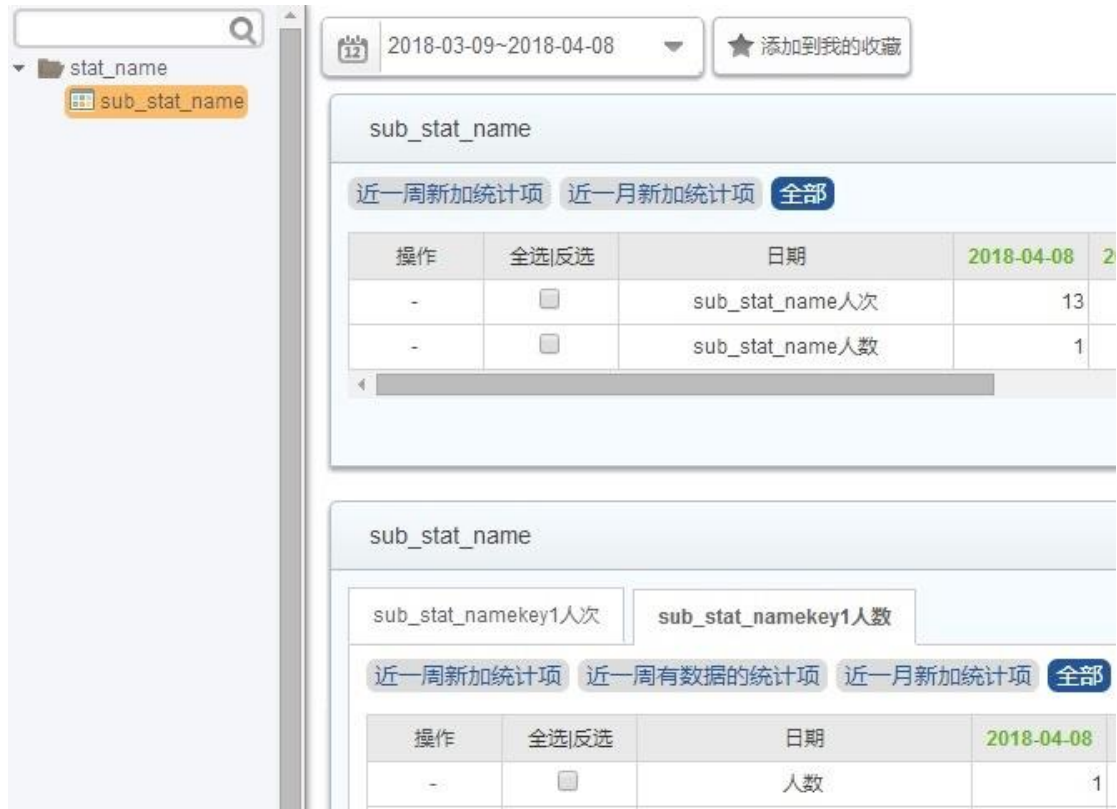 stat_name
sub_stat_name
12
2018-03-09~2018-04-08
添加到我的收藏
sub_stat_name
近一周新加统计项 近一月新加统计项 全部
操作 全选|反选 日期 2018-04-08 2
- sub_stat_name人次 13
- sub_stat_name人数 1
sub_stat_name
sub_stat_namekey1人次 sub_stat_namekey1人数
近一周新加统计项 近一周有数据的统计项 近一月新加统计项 全部
操作 全选|反选 日期 2018-04-08
- 人数 1